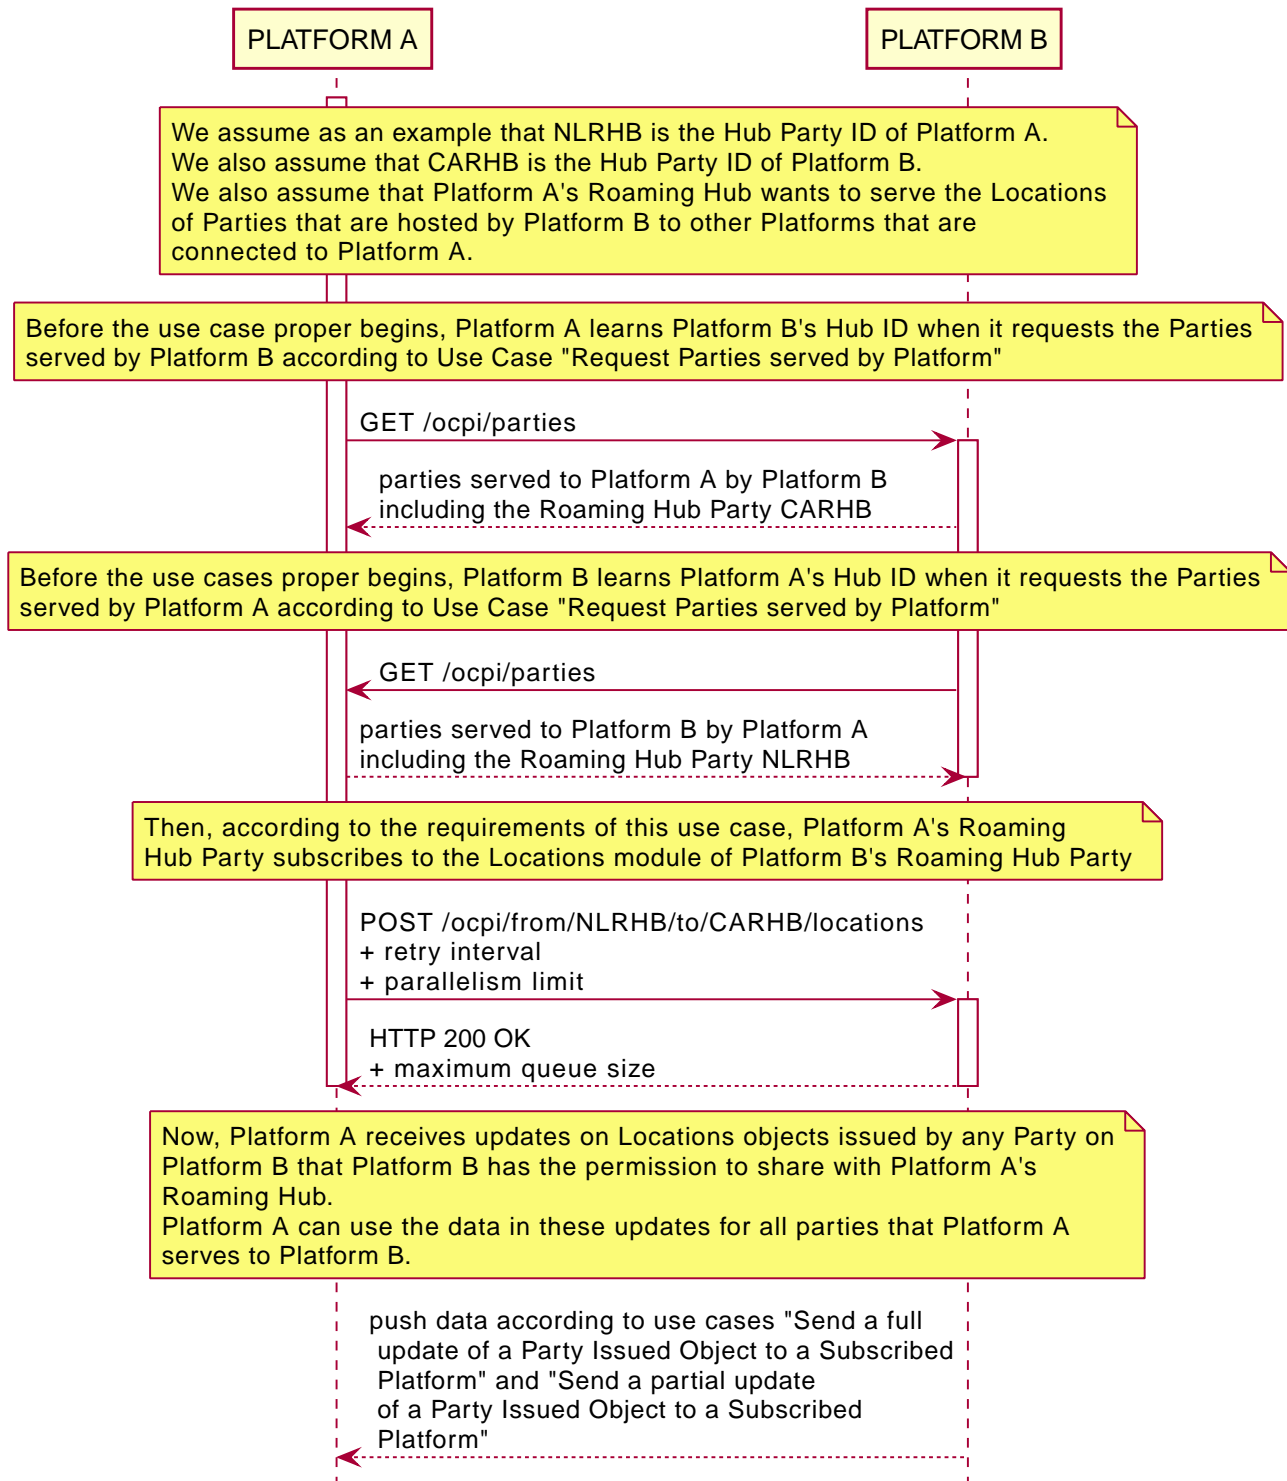 PLATFORM A
PLATFORM B
We assume as an example that NLRHB is the Hub Party ID of Platform A.
We also assume that CARHB is the Hub Party ID of Platform B.
We also assume that Platform A's Roaming Hub wants to serve the Locations
of Parties that are hosted by Platform B to other Platforms that are
connected to Platform A.
Before the use case proper begins, Platform A learns Platform B's Hub ID when it requests the Parties
served by Platform B according to Use Case "Request Parties served by Platform"
GET /ocpi/parties
parties served to Platform A by Platform B
including the Roaming Hub Party CARHB
Before the use cases proper begins, Platform B learns Platform A's Hub ID when it requests the Parties
served by Platform A according to Use Case "Request Parties served by Platform"
GET /ocpi/parties
parties served to Platform B by Platform A
including the Roaming Hub Party NLRHB
Then, according to the requirements of this use case, Platform A's Roaming
Hub Party subscribes to the Locations module of Platform B's Roaming Hub Party
POST /ocpi/from/NLRHB/to/CARHB/locations
+ retry interval
+ parallelism limit
HTTP 200 OK
+ maximum queue size
Now, Platform A receives updates on Locations objects issued by any Party on
Platform B that Platform B has the permission to share with Platform A's
Roaming Hub.
Platform A can use the data in these updates for all parties that Platform A
serves to Platform B.
push data according to use cases "Send a full
update of a Party Issued Object to a Subscribed
Platform" and "Send a partial update
of a Party Issued Object to a Subscribed
Platform"